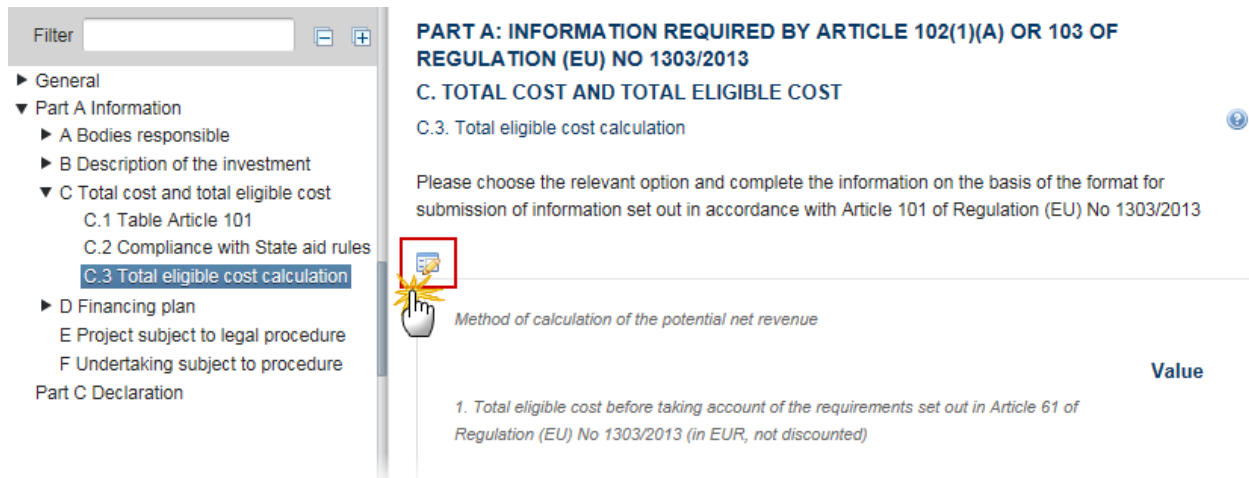 Filter
General
Part A Information
A Bodies responsible
B Description of the investment
C Total cost and total eligible cost
C.1 Table Article 101
C.2 Compliance with State aid rules
C.3 Total eligible cost calculation
D Financing plan
E Project subject to legal procedure
F Undertaking subject to procedure
Part C Declaration
PART A: INFORMATION REQUIRED BY ARTICLE 102(1)(A) OR 103 OF
REGULATION (EU) NO 1303/2013
C. TOTAL COST AND TOTAL ELIGIBLE COST
C.3. Total eligible cost calculation
Please choose the relevant option and complete the information on the basis of the format for
submission of information set out in accordance with Article 101 of Regulation (EU) No 1303/2013
Method of calculation of the potential net revenue
Value
1. Total eligible cost before taking account of the requirements set out in Article 61 of
Regulation (EU) No 1303/2013 (in EUR, not discounted)